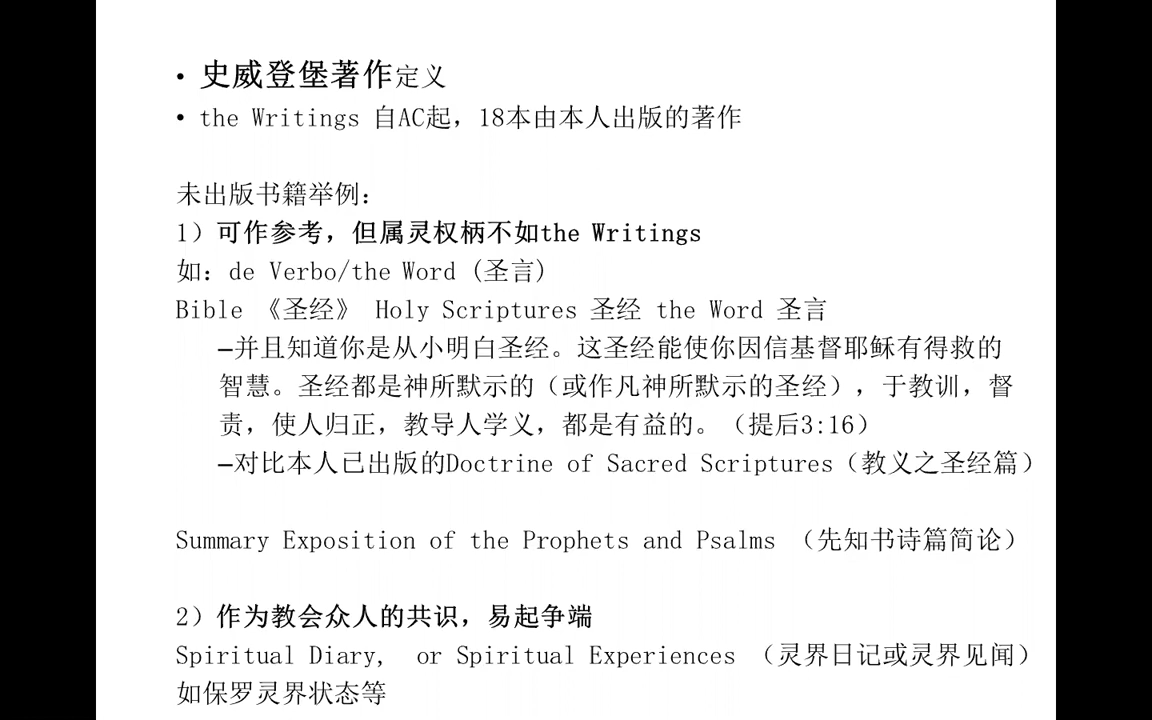 • 史威登堡著作定义
• the Writings 自AC起，18本由本人出版的著作
未出版书籍举例：
1）可作参考，但属灵权柄不如the Writings
如：de Verbo/the Word (圣言)
Bible 《圣经》 Holy Scriptures 圣经 the Word 圣言
–并且知道你是从小明白圣经。这圣经能使你因信基督耶稣有得救的
智慧。圣经都是神所默示的（或作凡神所默示的圣经），于教训，督
责，使人归正，教导人学义，都是有益的。（提后3:16）
–对比本人已出版的Doctrine of Sacred Scriptures（教义之圣经篇）
Summary Exposition of the Prophets and Psalms （先知书诗篇简论）
2）作为教会众人的共识，易起争端
Spiritual Diary, or Spiritual Experiences （灵界日记或灵界见闻）
如保罗灵界状态等